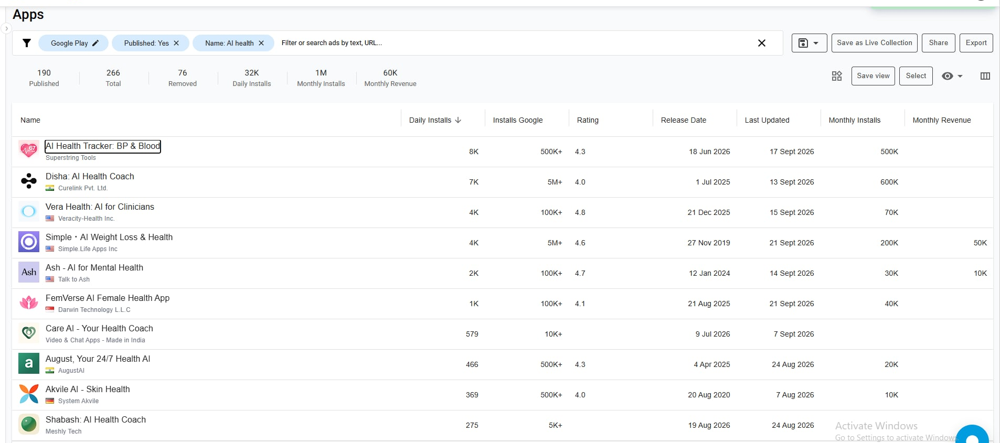 Apps
Google Play
Published: Yes
Name: AI health
Filter or search ads by text, URL...
Save as Live Collection
Share
Export
190
Published
266
Total
76
Removed
32K
Daily Installs
1M
Monthly Installs
60K
Monthly Revenue
Save view
Select
Name Daily Installs Installs Google Rating Release Date Last Updated Monthly Installs Monthly Revenue
67
AI Health Tracker: BP & Blood
Superstring Tools
8K 500K+ 4.3 18 Jun 2026 17 Sept 2026 500K
Disha: AI Health Coach
Curelink Pvt. Ltd.
7K 5M+ 4.0 1 Jul 2025 13 Sept 2026 600K
Vera Health: AI for Clinicians
Veracity-Health Inc.
4K 100K+ 4.8 21 Dec 2025 15 Sept 2026 70K
Simple・AI Weight Loss & Health
Simple.Life Apps Inc
4K 5M+ 4.6 27 Nov 2019 21 Sept 2026 200K 50K
Ash
Ash - AI for Mental Health
Talk to Ash
2K 100K+ 4.7 12 Jan 2024 14 Sept 2026 30K 10K
FemVerse AI Female Health App
Darwin Technology L.L.C
1K 100K+ 4.1 21 Aug 2025 21 Sept 2026 40K
Care AI - Your Health Coach
Video & Chat Apps - Made in India
579 10K+ 9 Jul 2026 7 Sept 2026
a
August, Your 24/7 Health AI
AugustAI
466 500K+ 4.3 4 Apr 2025 24 Aug 2026 20K
Akvile AI - Skin Health
System Akvile
369 500K+ 4.0 20 Aug 2020 7 Aug 2026 10K
Shabash: AI Health Coach
Meshly Tech
275 5K+ 19 Aug 2026 24 Aug 2026
Activate Windows
Go to Settings to activate Windows.